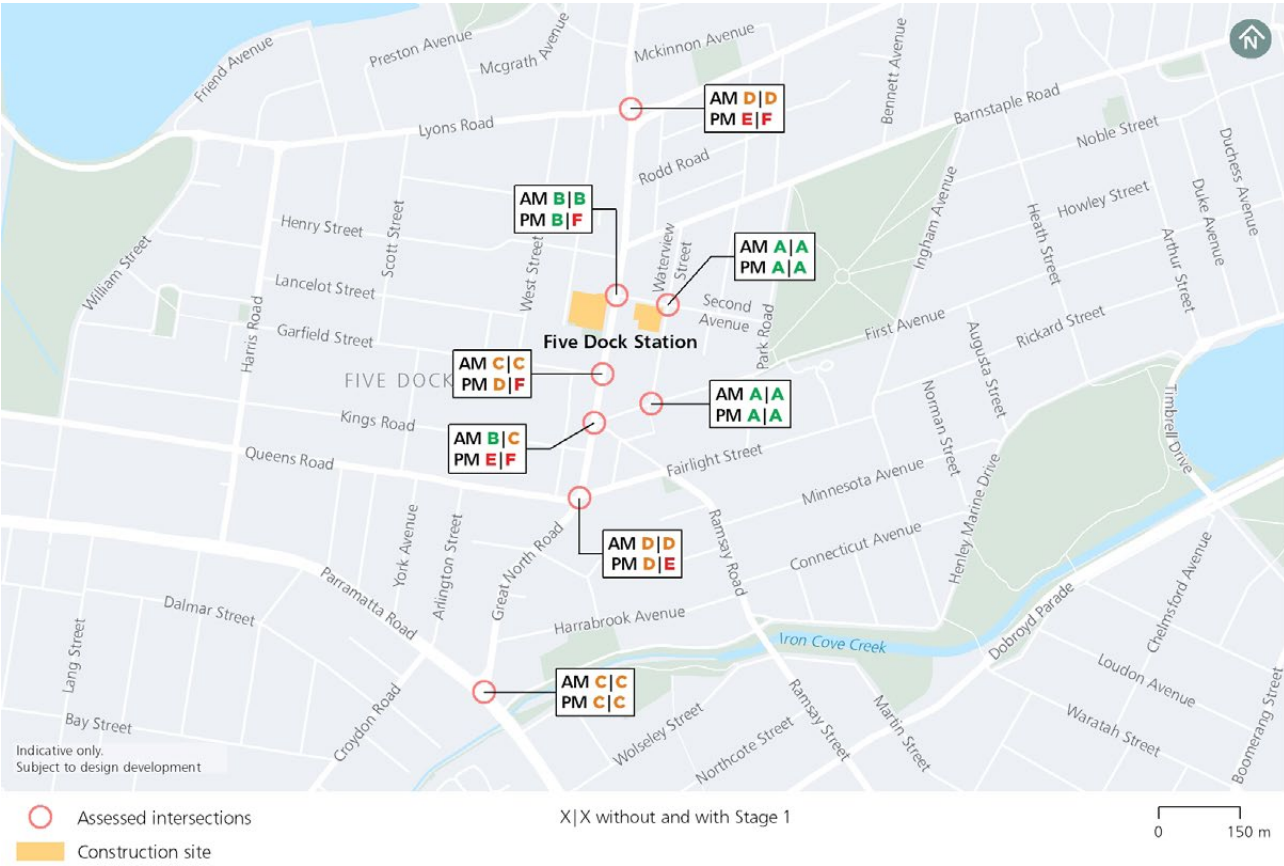 Friend Avenue
Preston Avenue
Mcgrath Avenue
Mckinnon Avenue
Bennett Avenue
N
Barnstaple Road
Lyons Road
AM D|D
PM E|F
Noble Street
Duchess Avenue
Rodd Road
Henry Street
Scott Street
West Street
AM B|B
PM B|F
Waterview Street
AM A|A
PM A|A
Ingham Avenue
Heath Street
Howley Street
Duke Avenue
Arthur Street
William Street
Lancelot Street
Harris Road
Garfield Street
Second
Avenue
Park Road
First Avenue
Augusta Street
Rickard Street
Five Dock Station
FIVE DOCK
AM C|C
PM D|F
AM A|A
PM A|A
Norman Street
Timbrell Drive
Kings Road
AM B|C
PM E|F
Queens Road
Fairlight Street
Minnesota Avenue
Henley Marine Drive
York Avenue
Arlington Street
Great North Road
AM D|D
PM D|E
Ramsay Road
Connecticut Avenue
Parramatta Road
Dalmar Street
Harrabrook Avenue
Iron Cove Creek
Dobroyd Parade
Chelmsford Avenue
Lang Street
Bay Street
Croydon Road
AM C|C
PM C|C
Wolseley Street
Northcote Street
Ramsay Street
Martin Street
Loudon Avenue
Waratah Street
Boomerang Street
Indicative only.
Subject to design development
Assessed intersections
X|X without and with Stage 1
0 150 m
Construction site